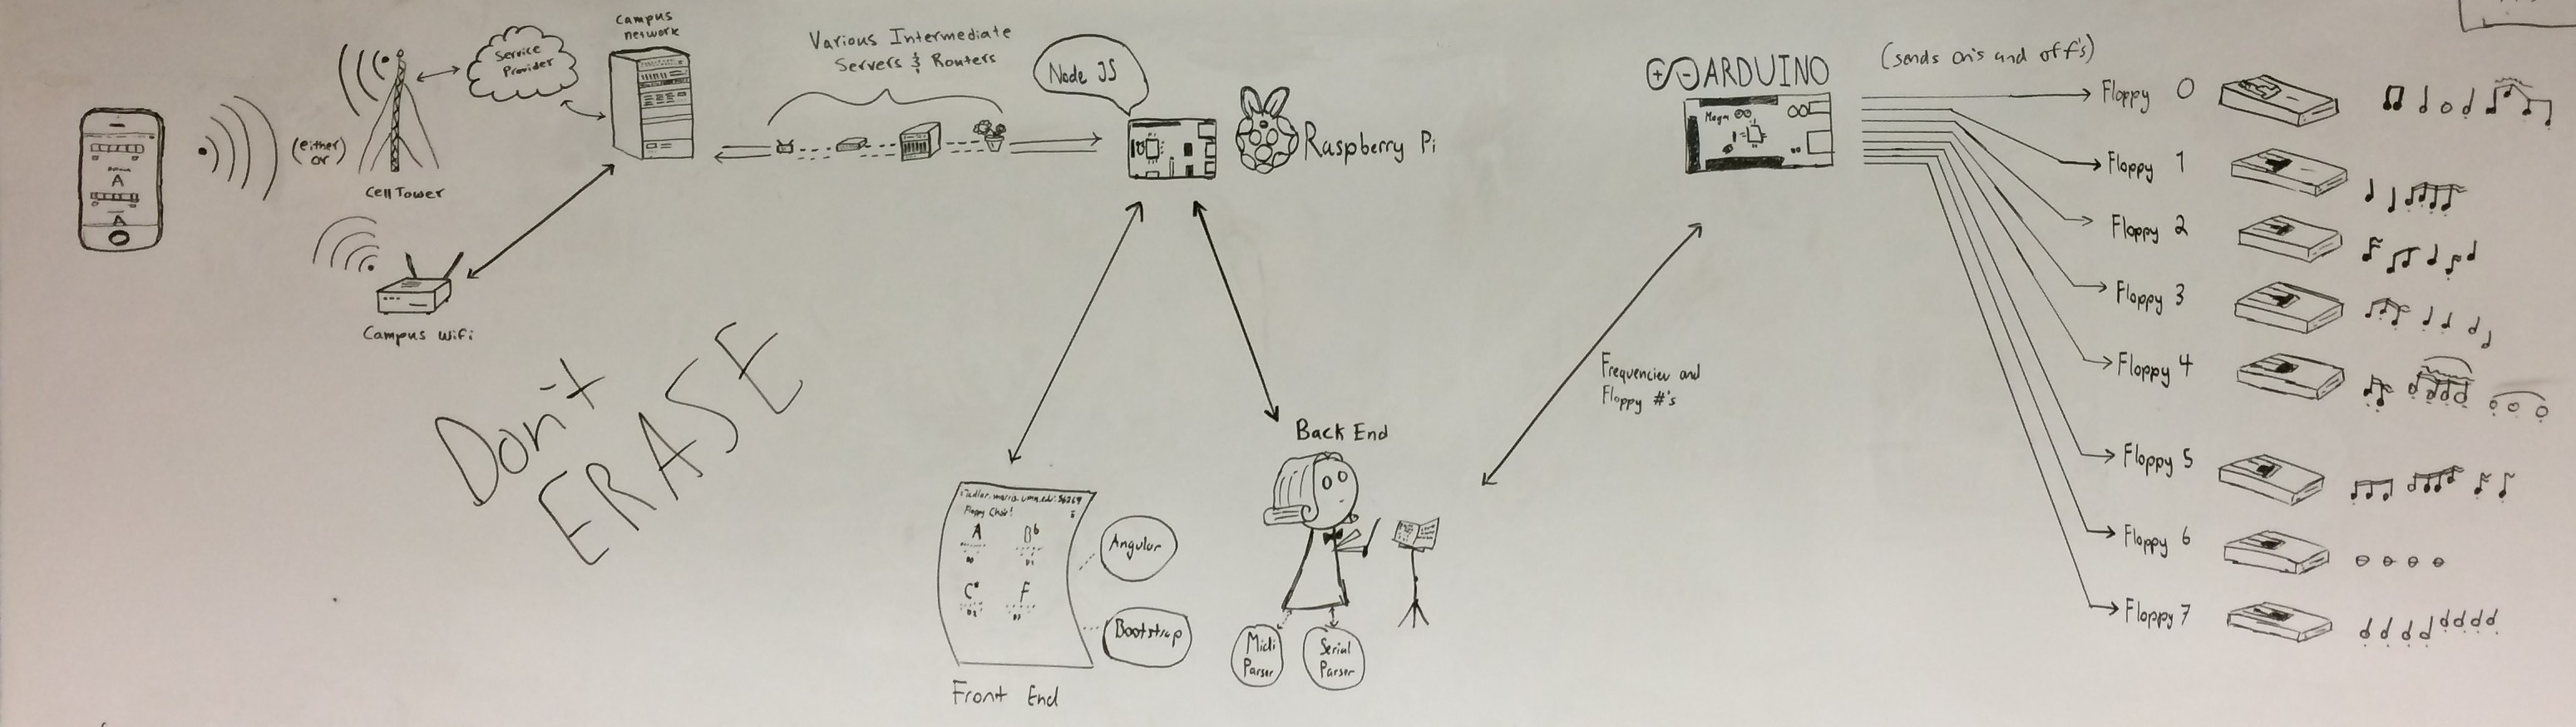 Campus
network
Service
Provider
(either
or)
Cell Tower
Campus Wifi
Various Intermediate
Servers & Routers
Node JS
Raspberry Pi
ARDUINO
Mega
(sends on's and off's)
Floppy 0
Floppy 1
Floppy 2
Floppy 3
Floppy 4
Floppy 5
Floppy 6
Floppy 7
Frequencies and
Floppy #'s
Don't
ERASE
A
A
Floppy Choir!
A Bb
C# F
Angular
Bootstrap
Front End
Back End
Midi
Parser
Serial
Parser